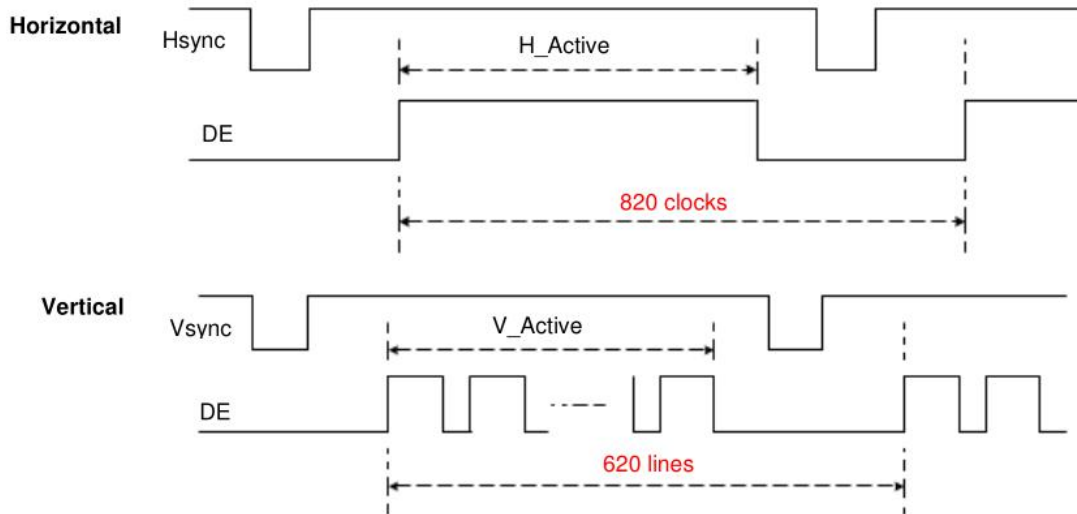 Horizontal
Hsync
H_Active
DE
820 clocks
Vertical
Vsync
V_Active
DE
620 lines